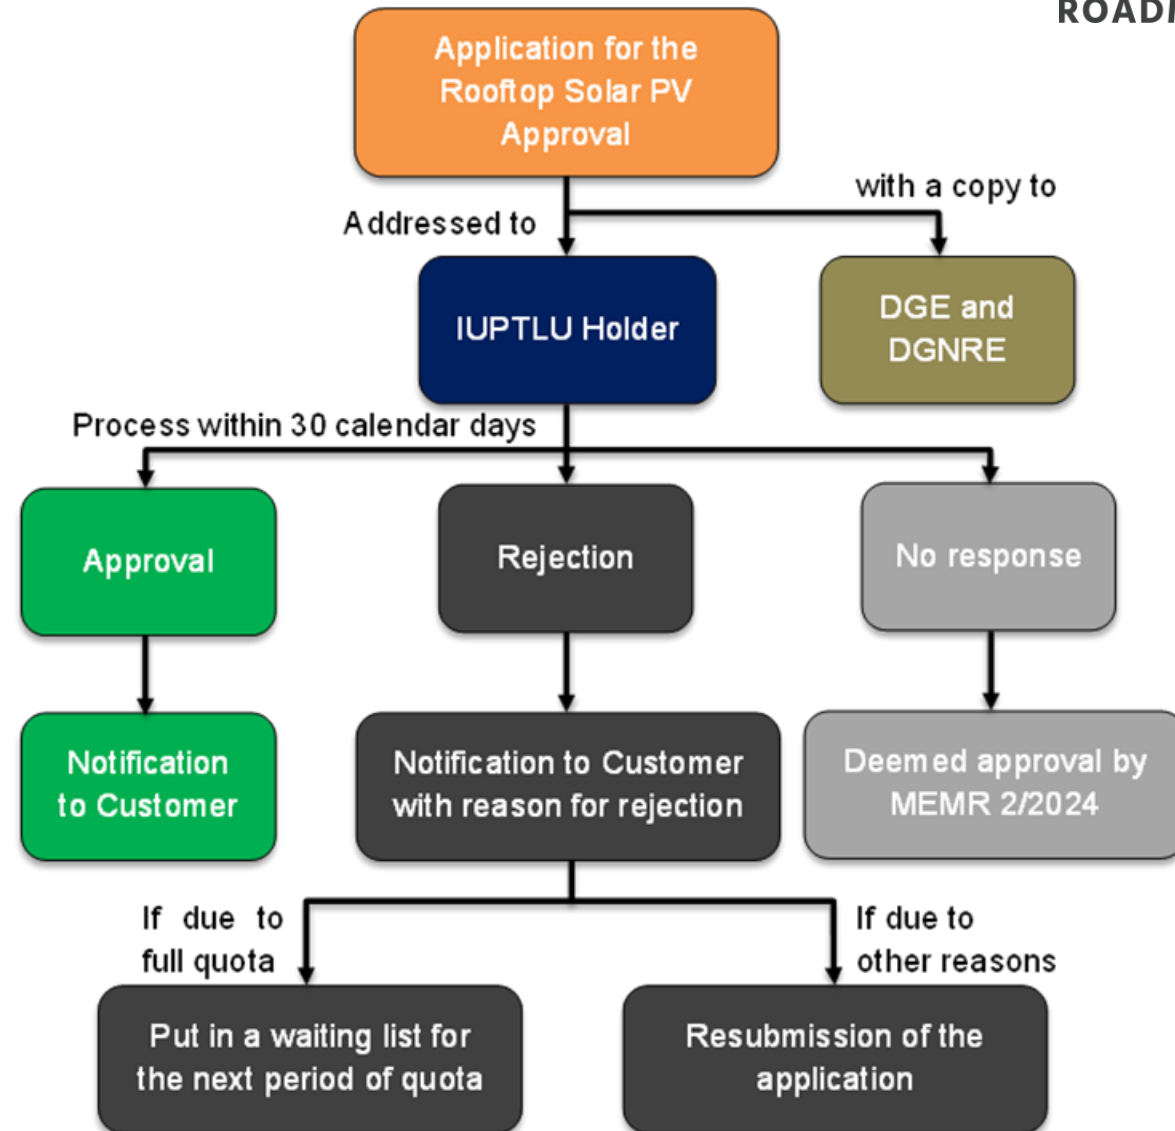 ROADM
Application for the
Rooftop Solar PV
Approval
with a copy to
Addressed to
IUPTLU Holder
DGE and
DGNRE
Process within 30 calendar days
Approval
Rejection
No response
Notification
to Customer
Notification to Customer
with reason for rejection
Deemed approval by
MEMR 2/2024
If due to
full quota
If due to
other reasons
Put in a waiting list for
the next period of quota
Resubmission of the
application